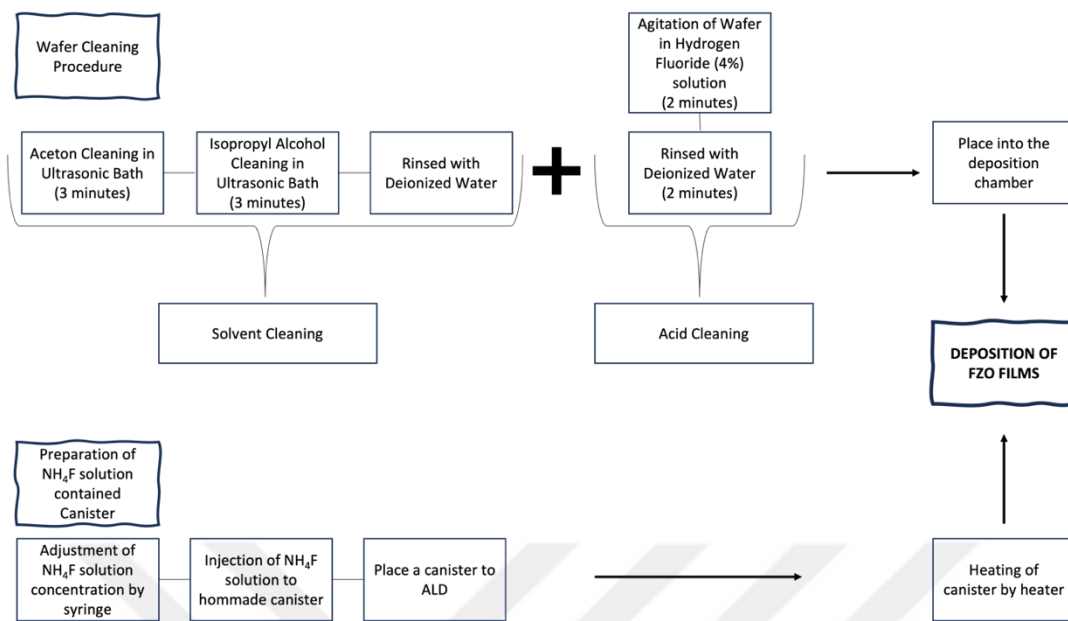 Wafer Cleaning
Procedure
Agitation of Wafer
in Hydrogen
Fluoride (4%)
solution
(2 minutes)
Aceton Cleaning in
Ultrasonic Bath
(3 minutes)
Isopropyl Alcohol
Cleaning in
Ultrasonic Bath
(3 minutes)
Rinsed with
Deionized Water
Rinsed with
Deionized Water
(2 minutes)
Place into the
deposition
chamber
Solvent Cleaning
Acid Cleaning
DEPOSITION OF
FZO FILMS
Preparation of
NH₄F solution
contained
Canister
Adjustment of
NH₄F solution
concentration by
syringe
Injection of NH₄F
solution to
hommade canister
Place a canister to
ALD
Heating of
canister by heater